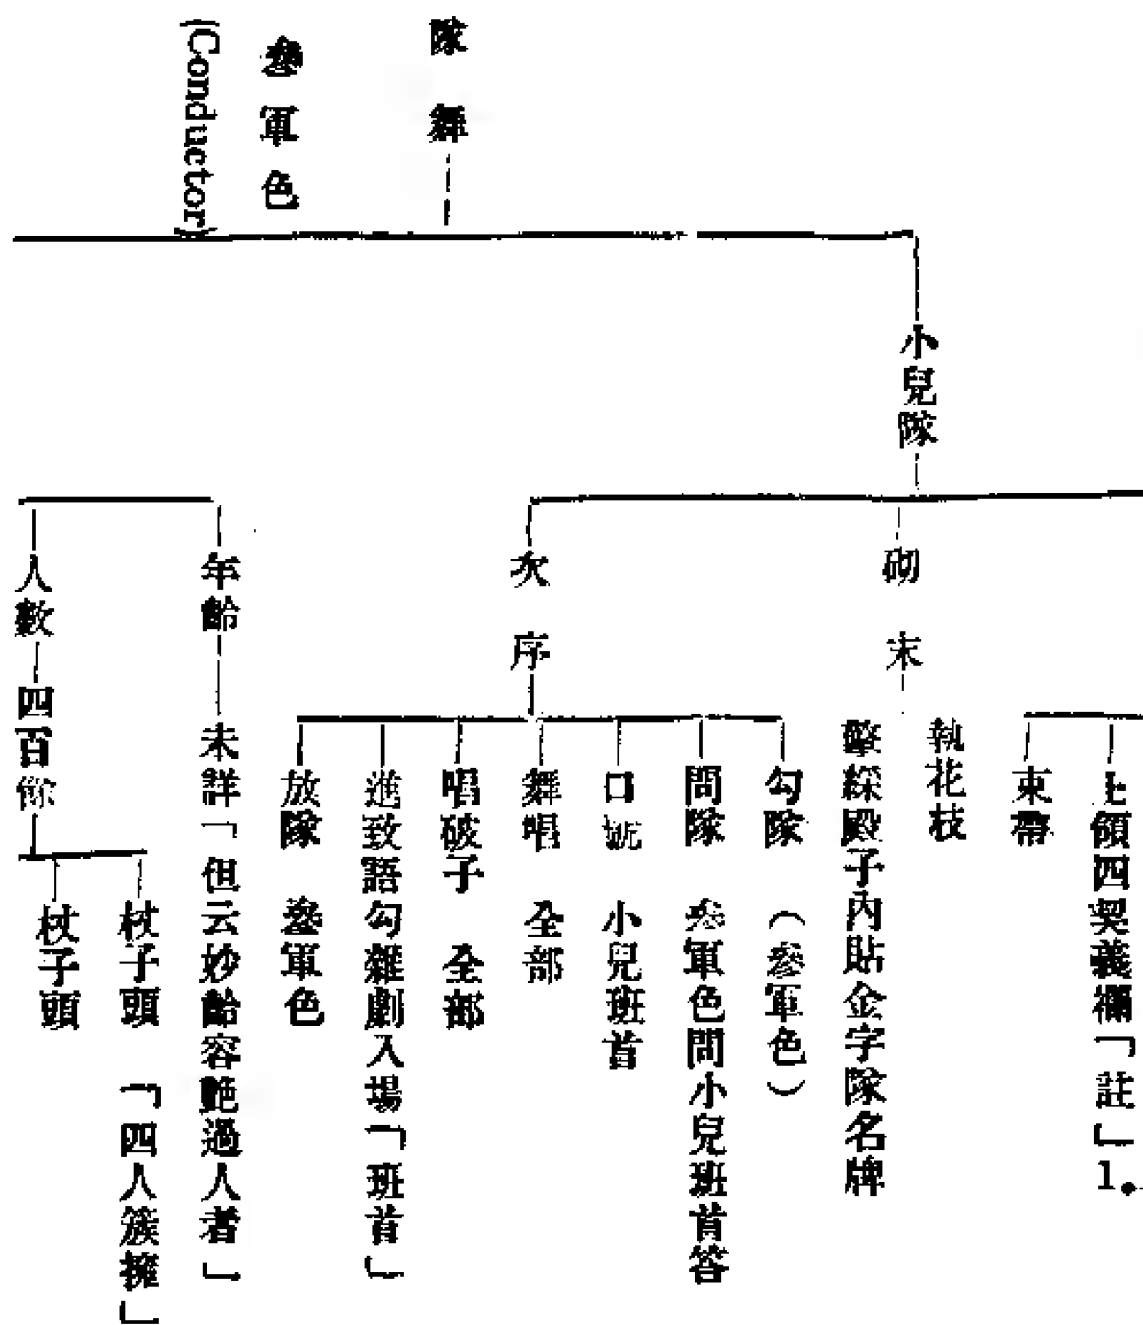 隊舞
參軍色
(Conductor)
小兒隊
上領四契義襴「註」1.
束帶
砌末
執花枝
擎綵殿子內貼金字隊名牌
次序
勾隊 (參軍色)
問隊 參軍色問小兒班首答
口號 小兒班首
舞唱 全部
唱破子 全部
進致語勾雜劇入場「班首」
放隊 參軍色
年齡
未詳「但云妙齡容艷過人者」
人數
四百餘
杖子頭 「四人簇擁」
杖子頭